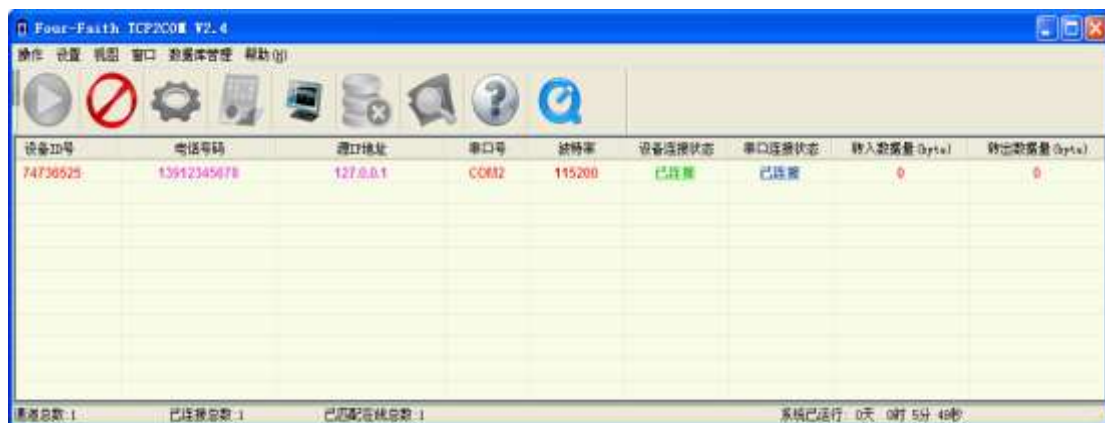 Four-Faith TCP2COM V2.4
操作 设置 视图 窗口 数据库管理 帮助(H)
设备ID号 电话号码 源IP地址 串口号 波特率 设备连接状态 串口连接状态 转入数据量(byte) 转出数据量(byte)
74736525 13912345678 127.0.0.1 COM2 115200 已连接 已连接 0 0
通道总数:1 已连接总数:1 已匹配在线总数:1 系统已运行: 0天 0时 5分 48秒